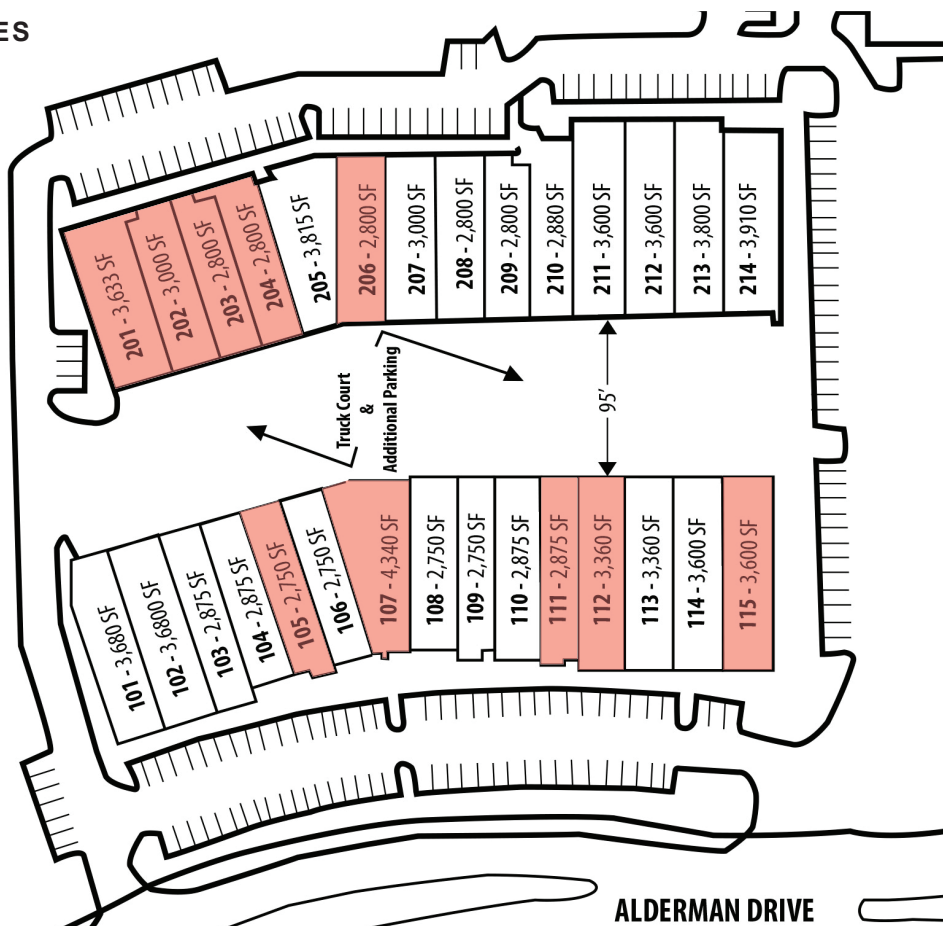 ES
201 - 3,633 SF
202 - 3,000 SF
203 - 2,800 SF
204 - 2,800 SF
205 - 3,815 SF
206 - 2,800 SF
207 - 3,000 SF
208 - 2,800 SF
209 - 2,800 SF
210 - 2,880 SF
211 - 3,600 SF
212 - 3,600 SF
213 - 3,800 SF
214 - 3,910 SF
Truck Court
&
Additional Parking
95'
101 - 3,680 SF
102 - 3,6800 SF
103 - 2,875 SF
104 - 2,875 SF
105 - 2,750 SF
106 - 2,750 SF
107 - 4,340 SF
108 - 2,750 SF
109 - 2,750 SF
110 - 2,875 SF
111 - 2,875 SF
112 - 3,360 SF
113 - 3,360 SF
114 - 3,600 SF
115 - 3,600 SF
ALDERMAN DRIVE